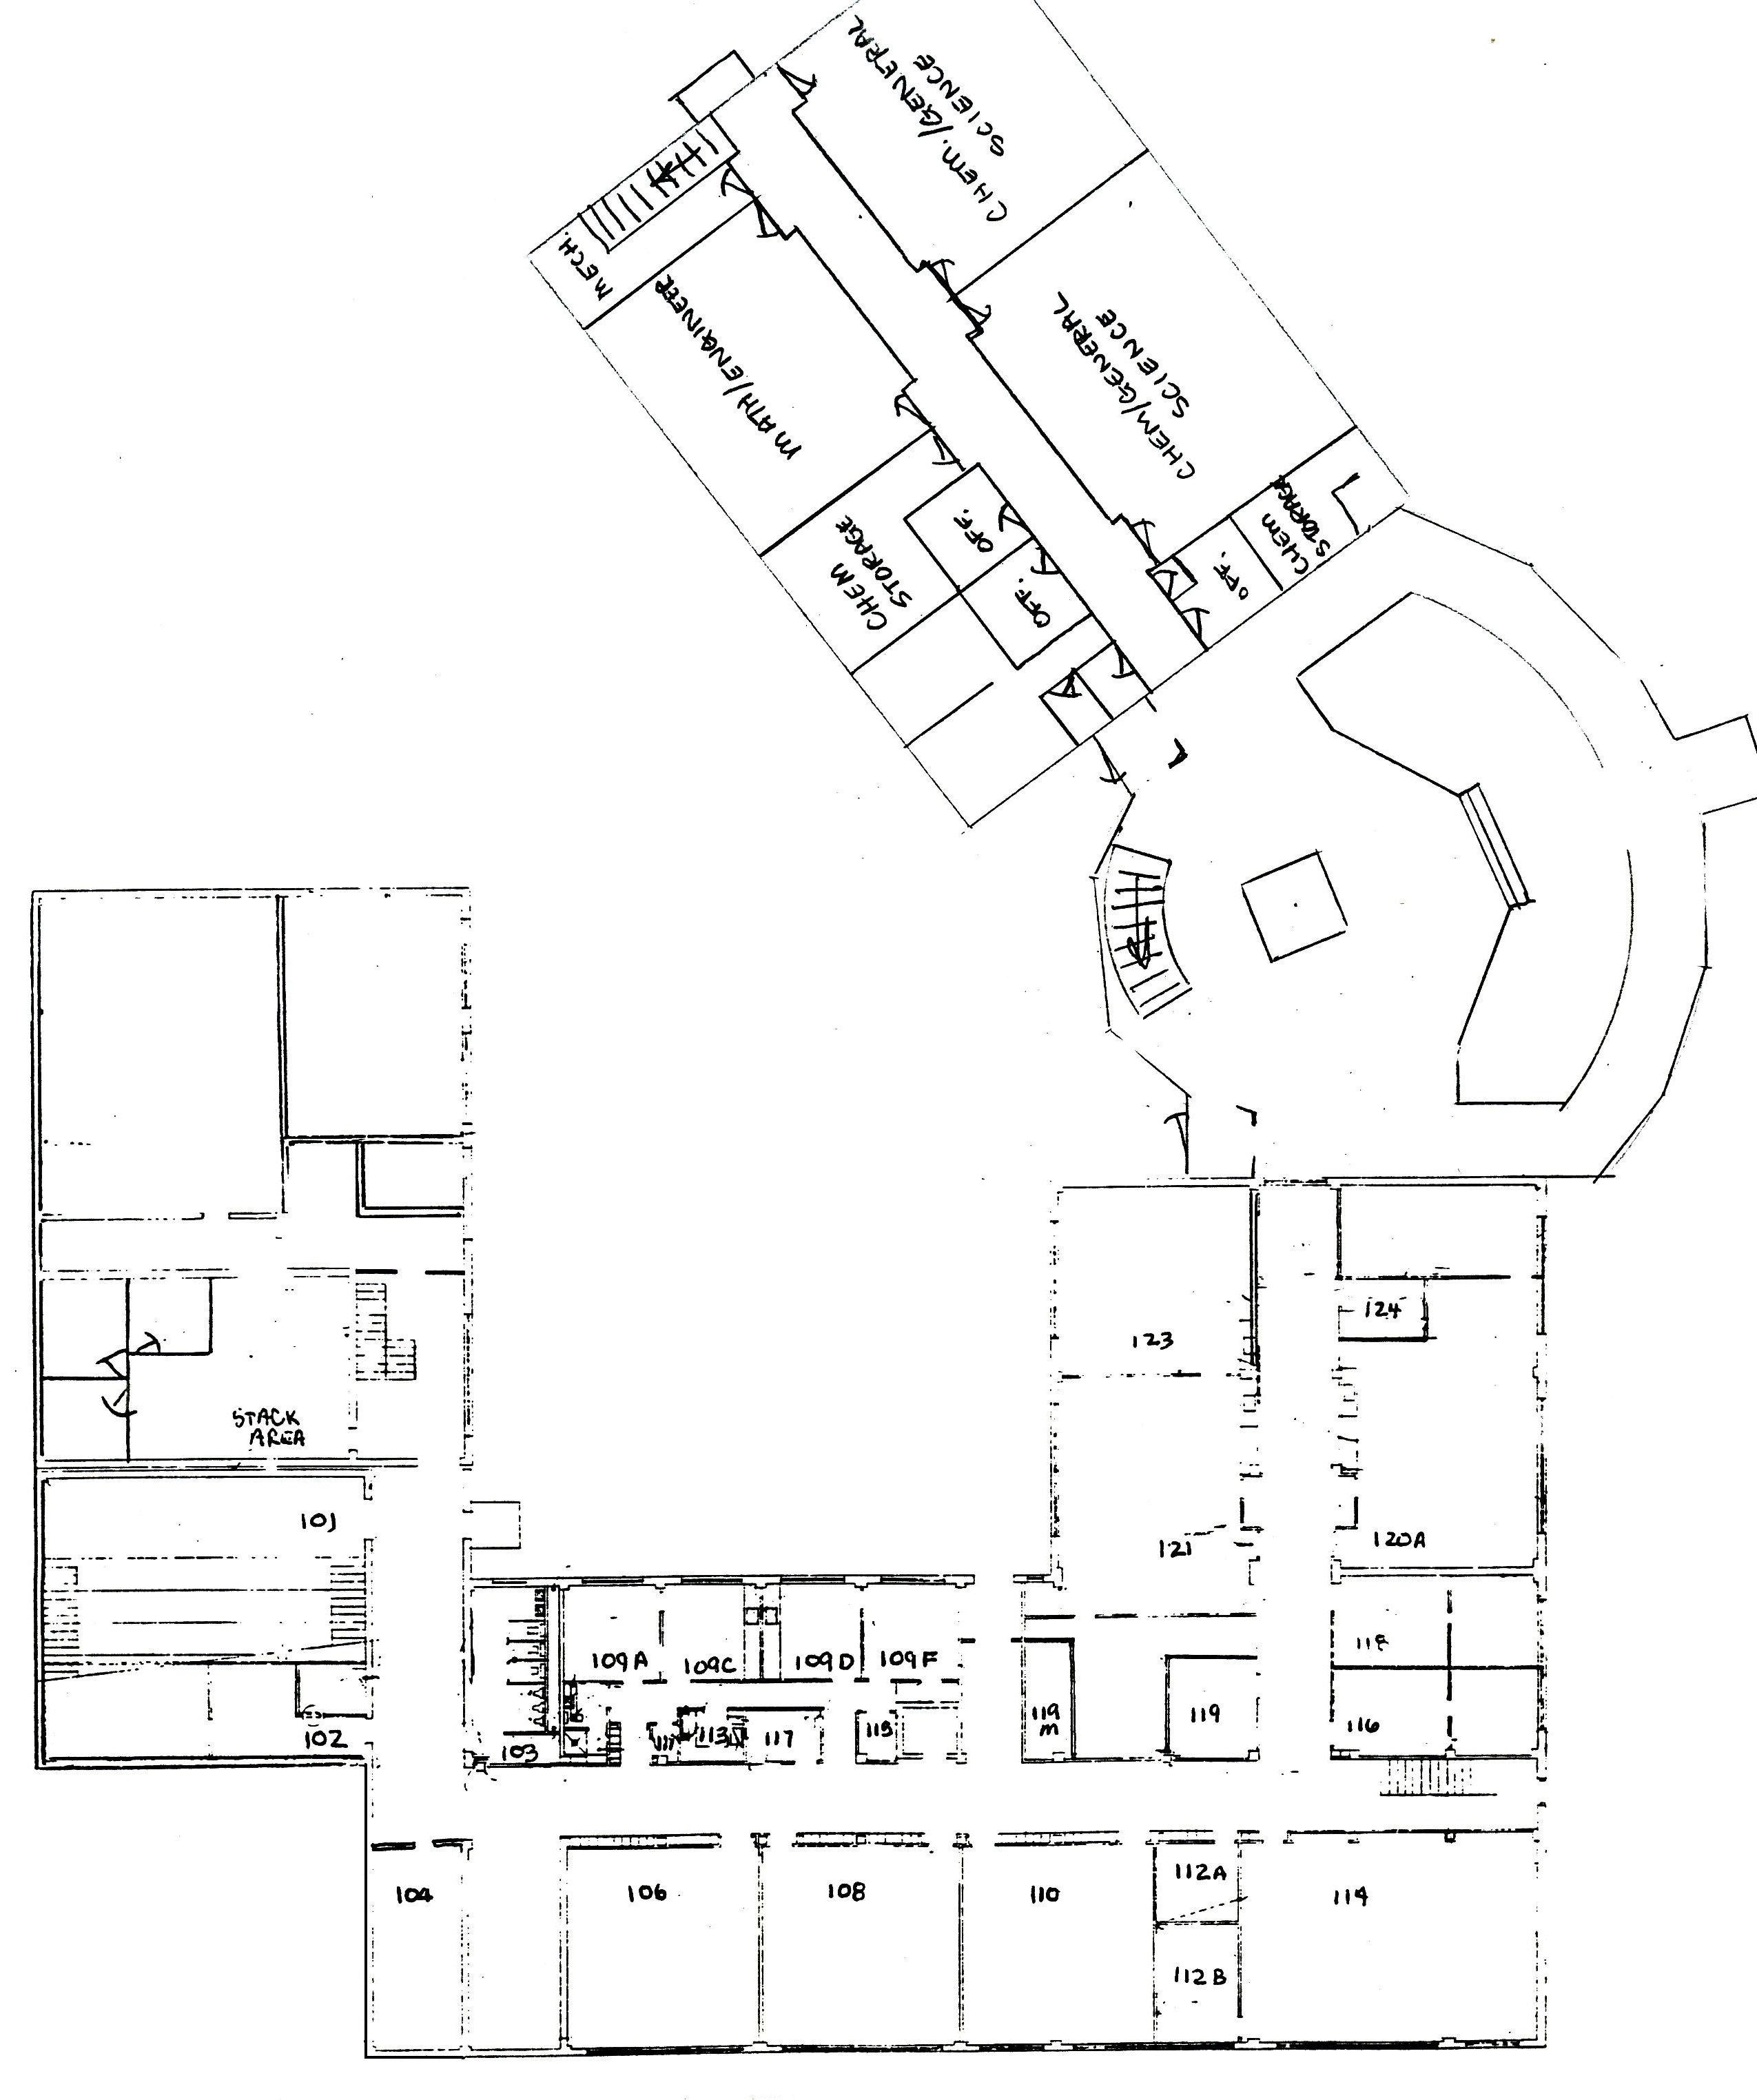 CHEM./GENETRAL
SCIENCE
MECH.
MATH/ENGINEER
CHEM/GENERAL
SCIENCE
CHEM
STORAGE
OFF.
OFF.
OFF.
CHEM
STORAGE
STACK
AREA
101
102
103
104
109A
109C
109D
109F
113
117
115
119
m
119
123
124
121
120A
118
116
106
108
110
112A
112B
114